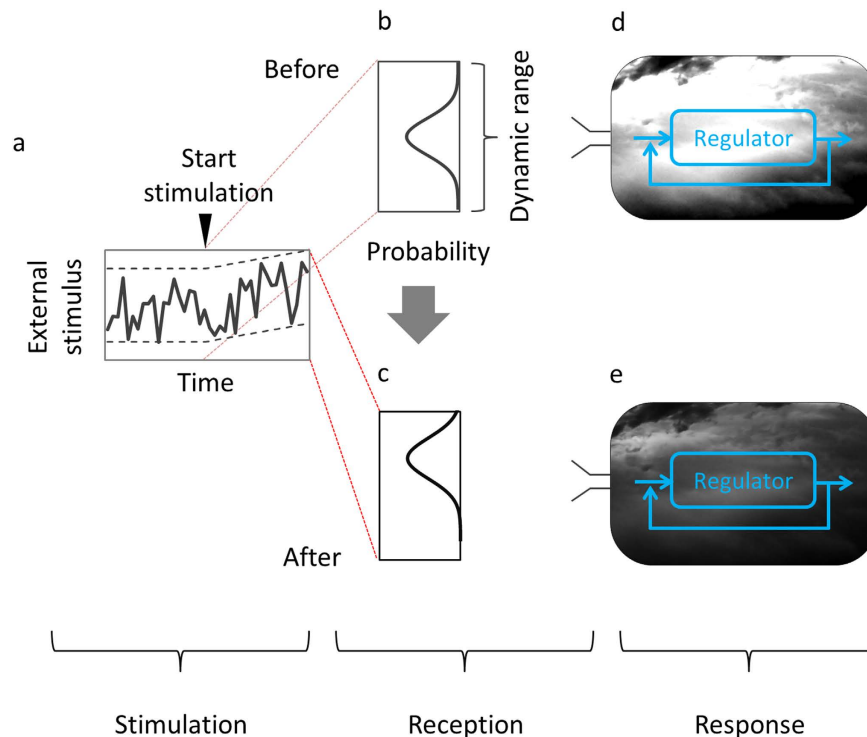 a
Start
stimulation
External
stimulus
Time
b
Before
Dynamic range
Probability
c
After
d
Regulator
e
Regulator
Stimulation
Reception
Response